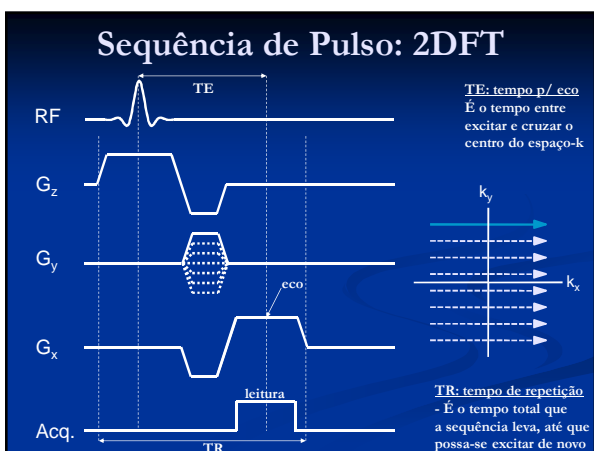 Sequência de Pulso: 2DFT
TE
TE: tempo p/ eco
É o tempo entre
excitar e cruzar o
centro do espaço-k
RF
Gz
ky
Gy
eco
kx
Gx
leitura
TR: tempo de repetição
- É o tempo total que
a sequência leva, até que
possa-se excitar de novo
Acq.
TR